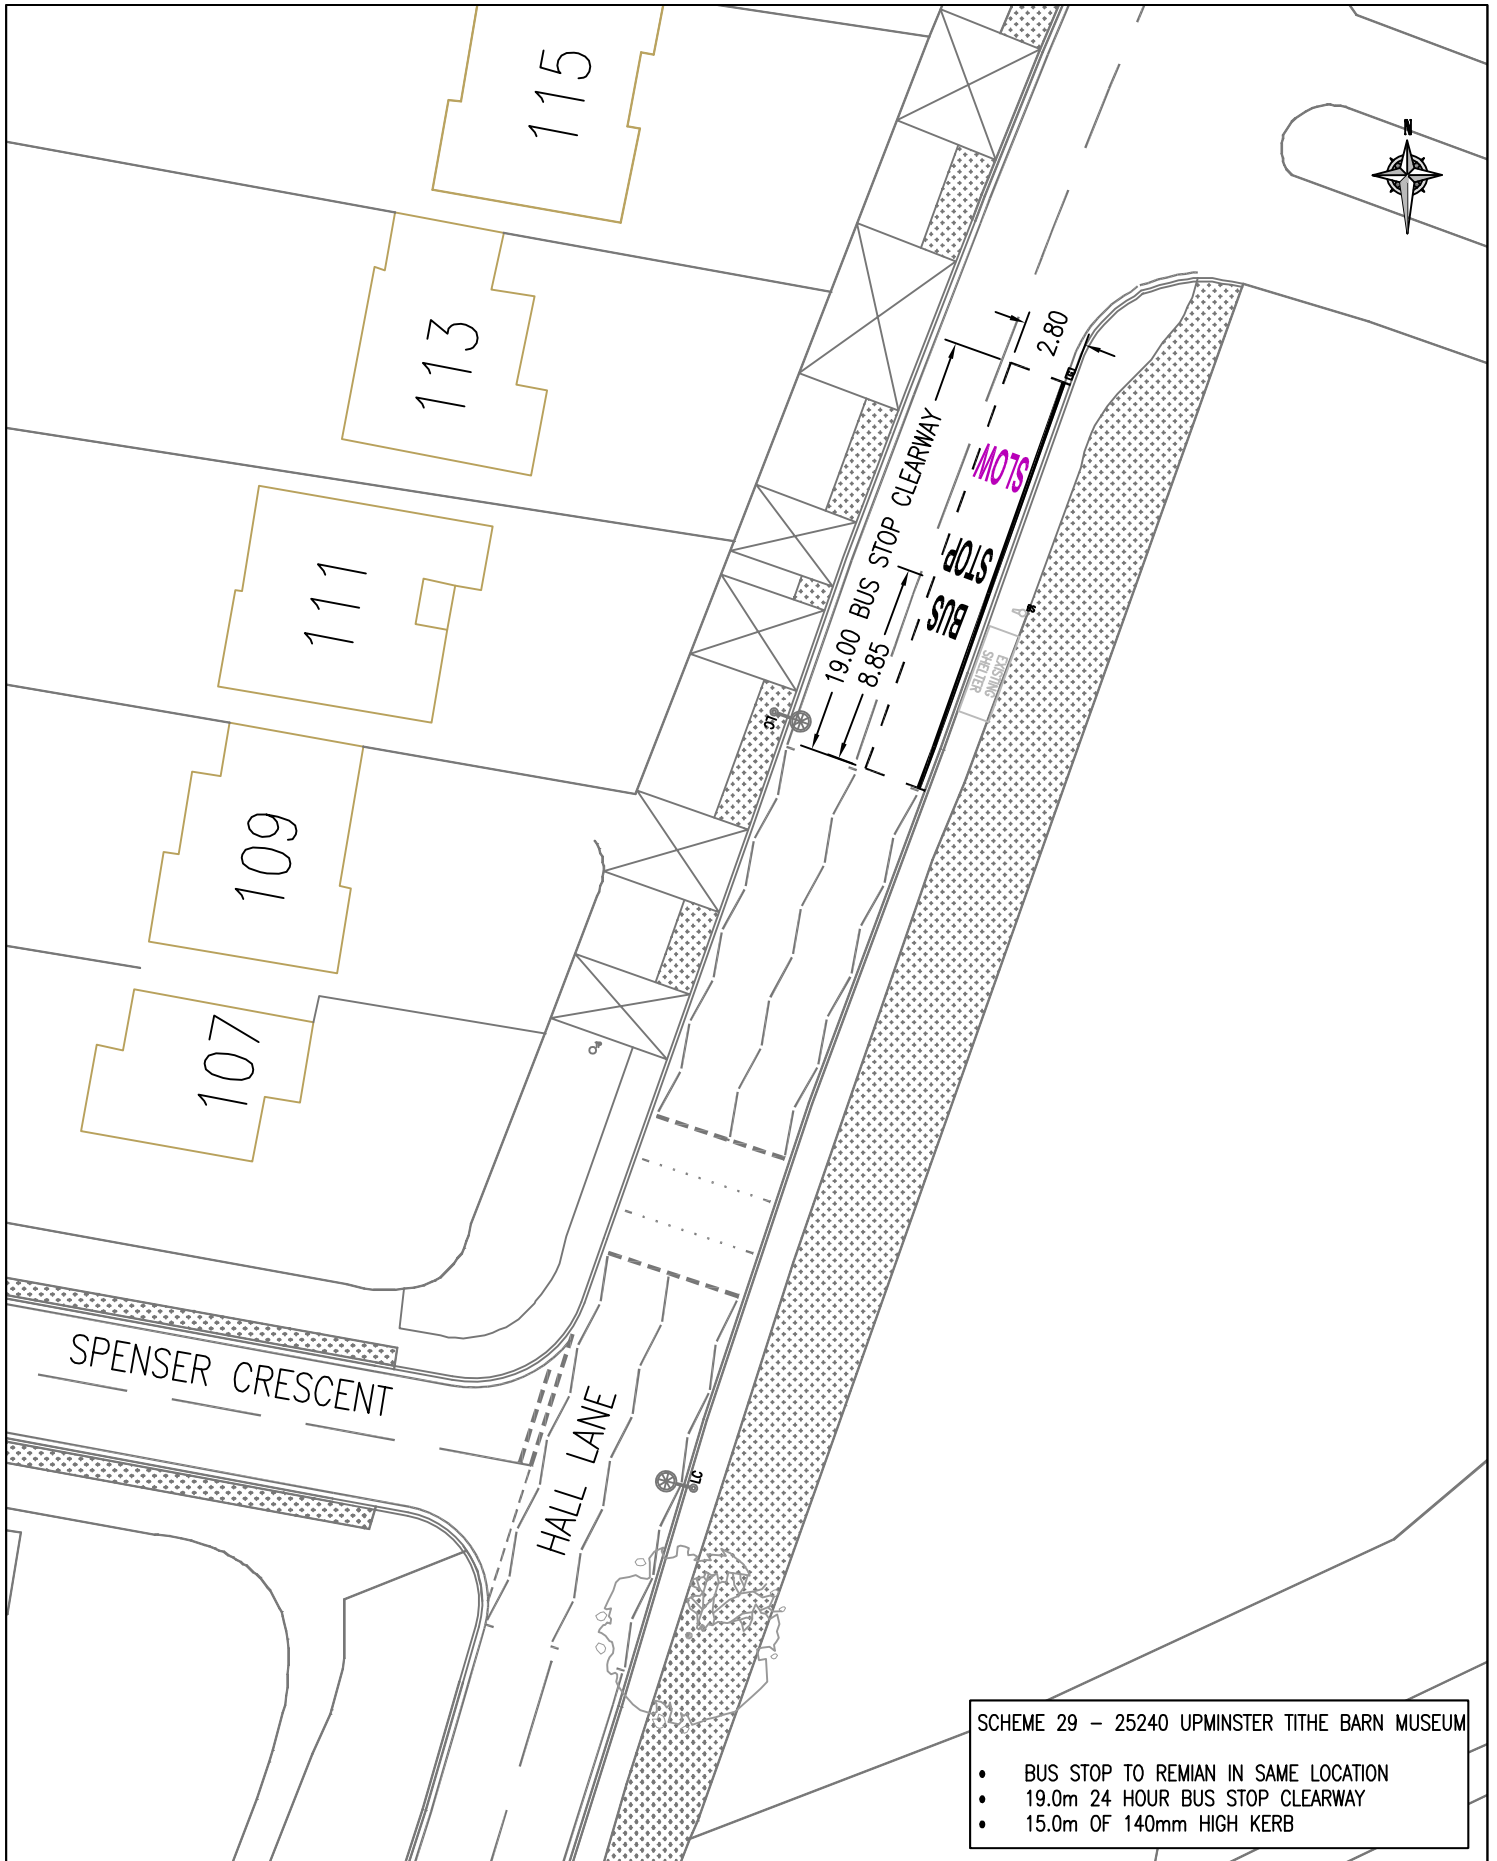 115
N
113
2.80
19.00 BUS STOP CLEARWAY
8.85
SLOW
STOP
BUS
111
EXISTING
SHELTER
109
107
SPENSER CRESCENT
HALL LANE
LC
SCHEME 29 – 25240 UPMINSTER TITHE BARN MUSEUM
• BUS STOP TO REMIAN IN SAME LOCATION
• 19.0m 24 HOUR BUS STOP CLEARWAY
• 15.0m OF 140mm HIGH KERB